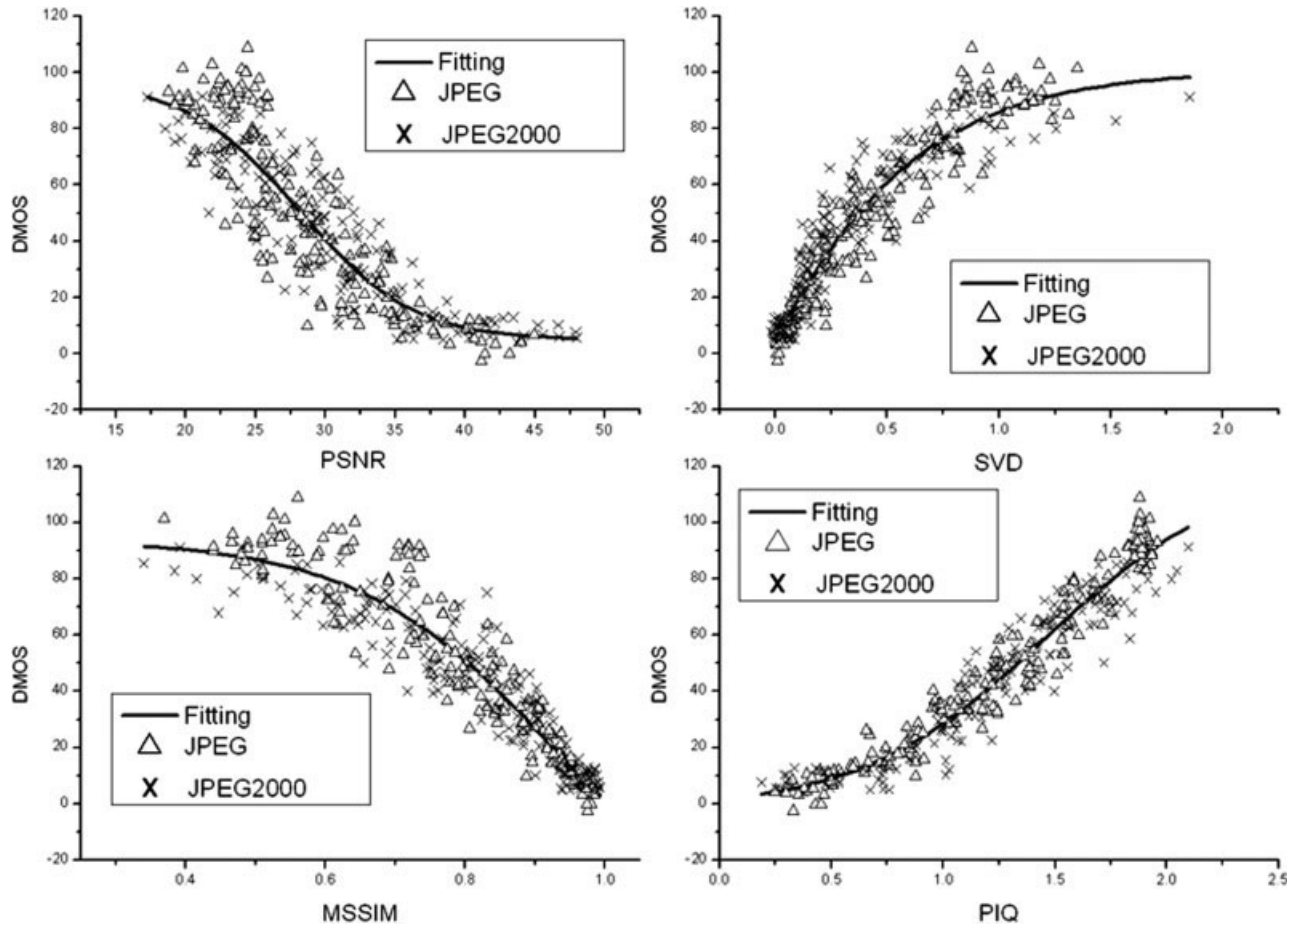 120
100
80
60
40
20
0
-20
DMOS
Fitting
JPEG
X JPEG2000
15 20 25 30 35 40 45 50
PSNR
120
100
80
60
40
20
0
-20
DMOS
Fitting
JPEG
X JPEG2000
0.0 0.5 1.0 1.5 2.0
SVD
120
100
80
60
40
20
0
-20
DMOS
Fitting
JPEG
X JPEG2000
0.4 0.6 0.8 1.0
MSSIM
120
100
80
60
40
20
0
-20
DMOS
Fitting
JPEG
X JPEG2000
0.0 0.5 1.0 1.5 2.0 2.5
PIQ